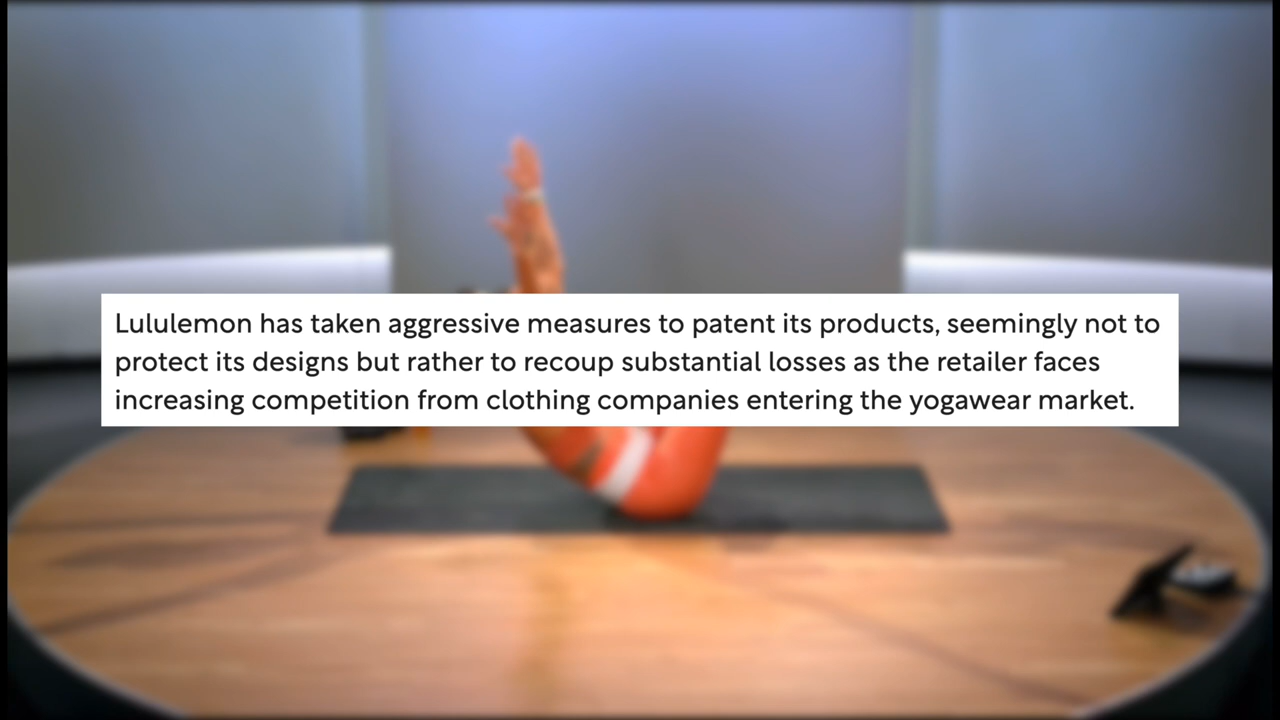 Lululemon has taken aggressive measures to patent its products, seemingly not to
protect its designs but rather to recoup substantial losses as the retailer faces
increasing competition from clothing companies entering the yogawear market.